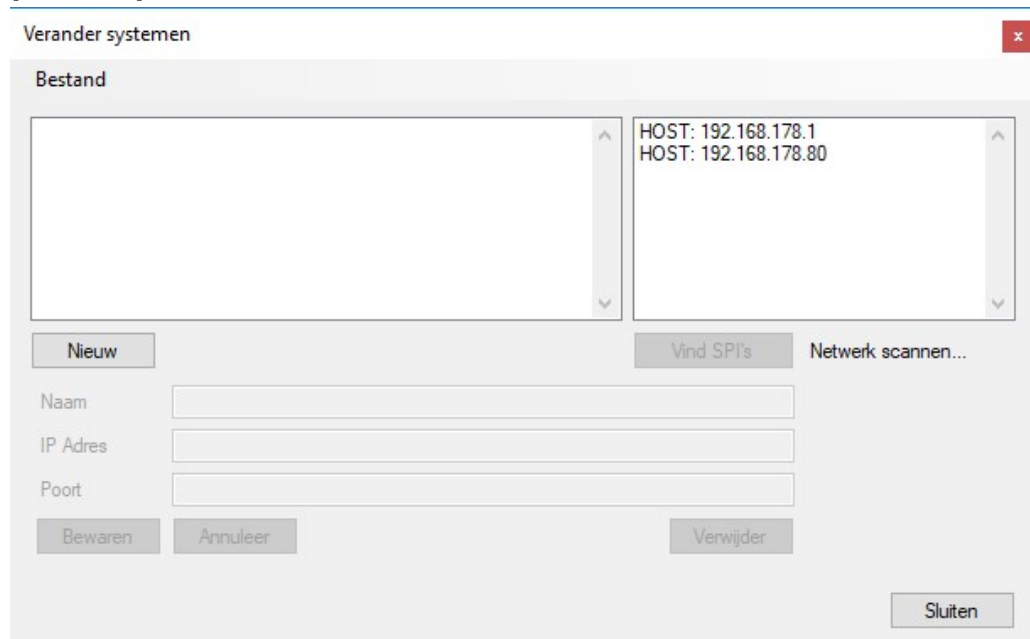 Verander systemen
x
Bestand
HOST: 192.168.178.1
HOST: 192.168.178.80
Nieuw
Vind SPI's
Netwerk scannen...
Naam
IP Adres
Poort
Bewaren
Annuleer
Verwijder
Sluiten